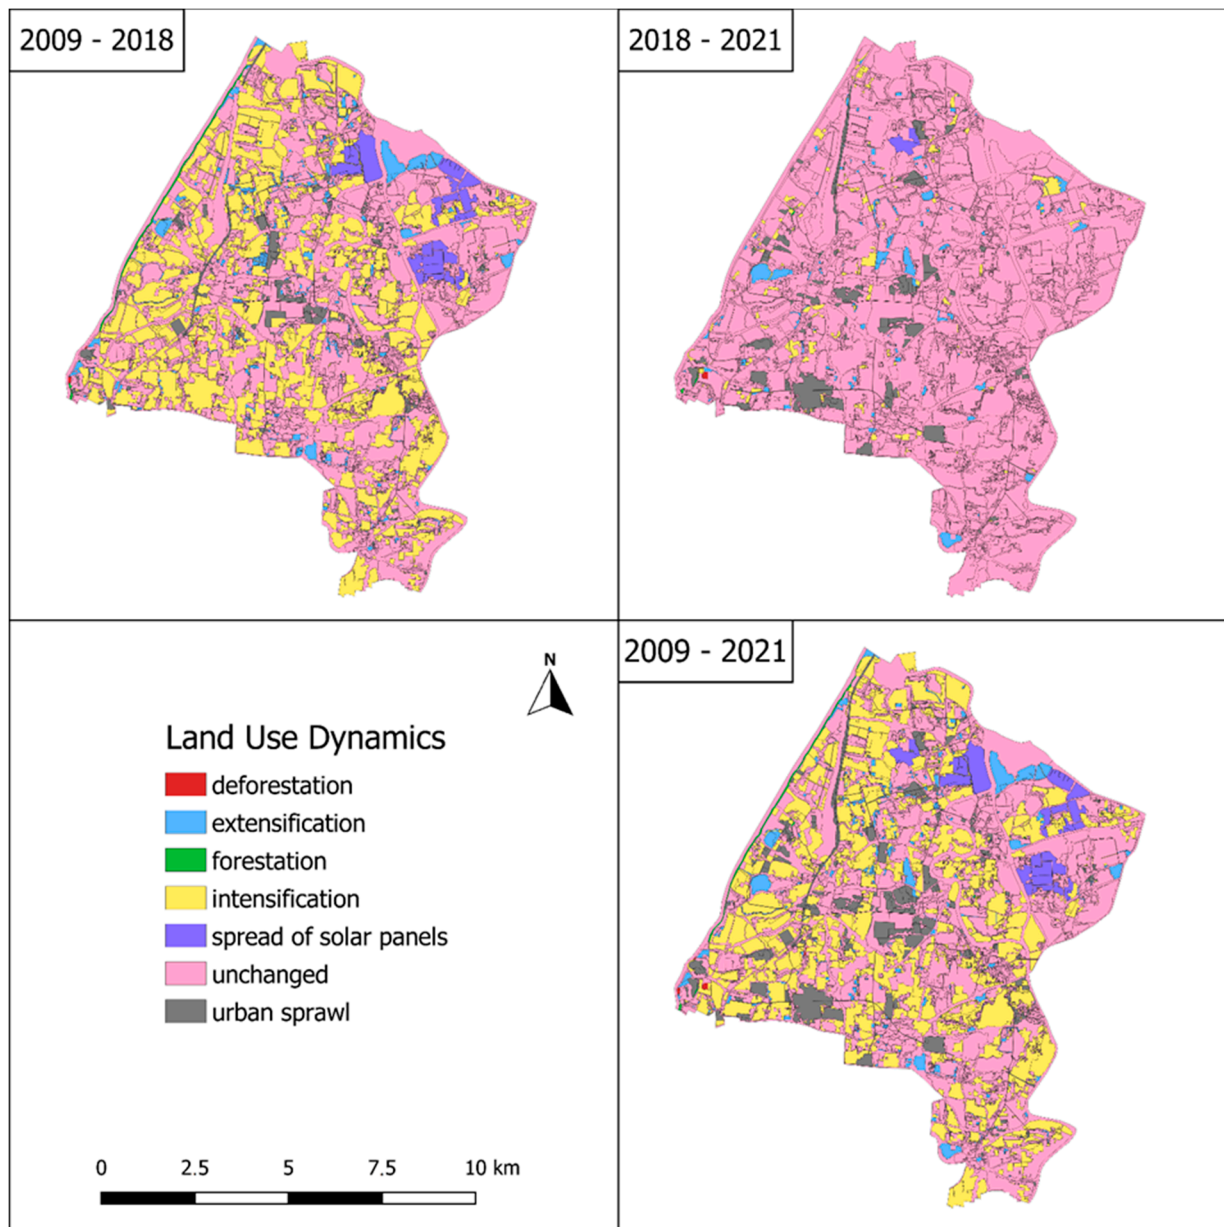 2009 - 2018
2018 - 2021
2009 - 2021
N
Land Use Dynamics
deforestation
extensification
forestation
intensification
spread of solar panels
unchanged
urban sprawl
0 2.5 5 7.5 10 km